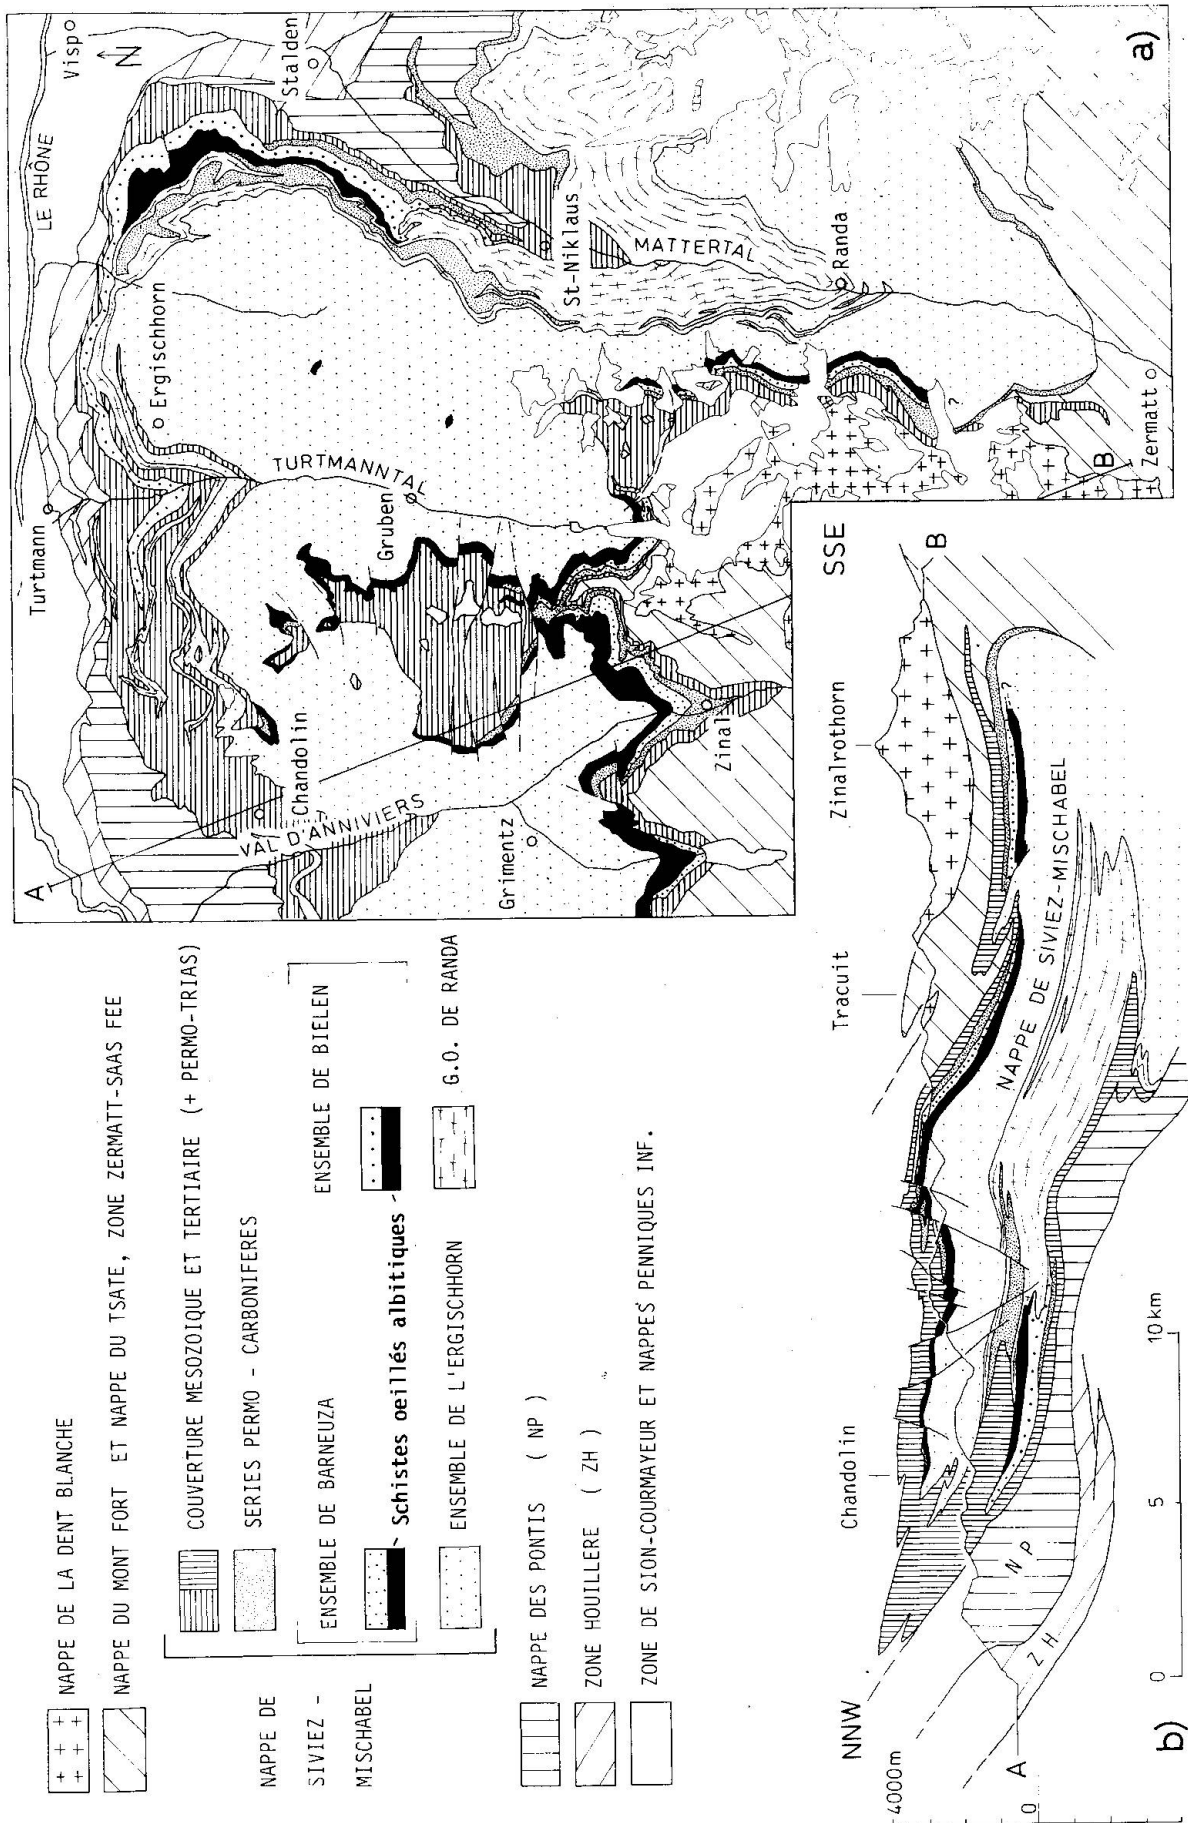 NAPPE DE LA DENT BLANCHE
NAPPE DU MONT FORT ET NAPPE DU TSATE, ZONE ZERMATT-SAAS FEE
COUVERTURE MESOZOIQUE ET TERTIAIRE (+ PERMO-TRIAS)
SERIES PERMO - CARBONIFERES
ENSEMBLE DE BARNEUZA
ENSEMBLE DE BIELEN
Schistes oeillés albitiques
ENSEMBLE DE L'ERGISCHHORN
G.O. DE RANDA
NAPPE DE
SIVIEZ -
MISCHABEL
NAPPE DES PONTIS ( NP )
ZONE HOUILLERE ( ZH )
ZONE DE SION-COURMAYEUR ET NAPPES PENNIQUES INF.
A
LE RHÔNE
Visp
N
Turtmann
Stalden
Ergischhorn
TURTMANNTAL
Gruben
Chandolin
VAL D'ANNIVIERS
Grimentz
Zinal
St-Niklaus
MATTERTAL
Randa
?
Zermatt
B
a)
NNW
SSE
4000m
0
A
B
Chandolin
Tracuit
Zinalrothorn
NAPPE DE SIVIEZ-MISCHABEL
N P
Z H
?
0
5
10 km
b)